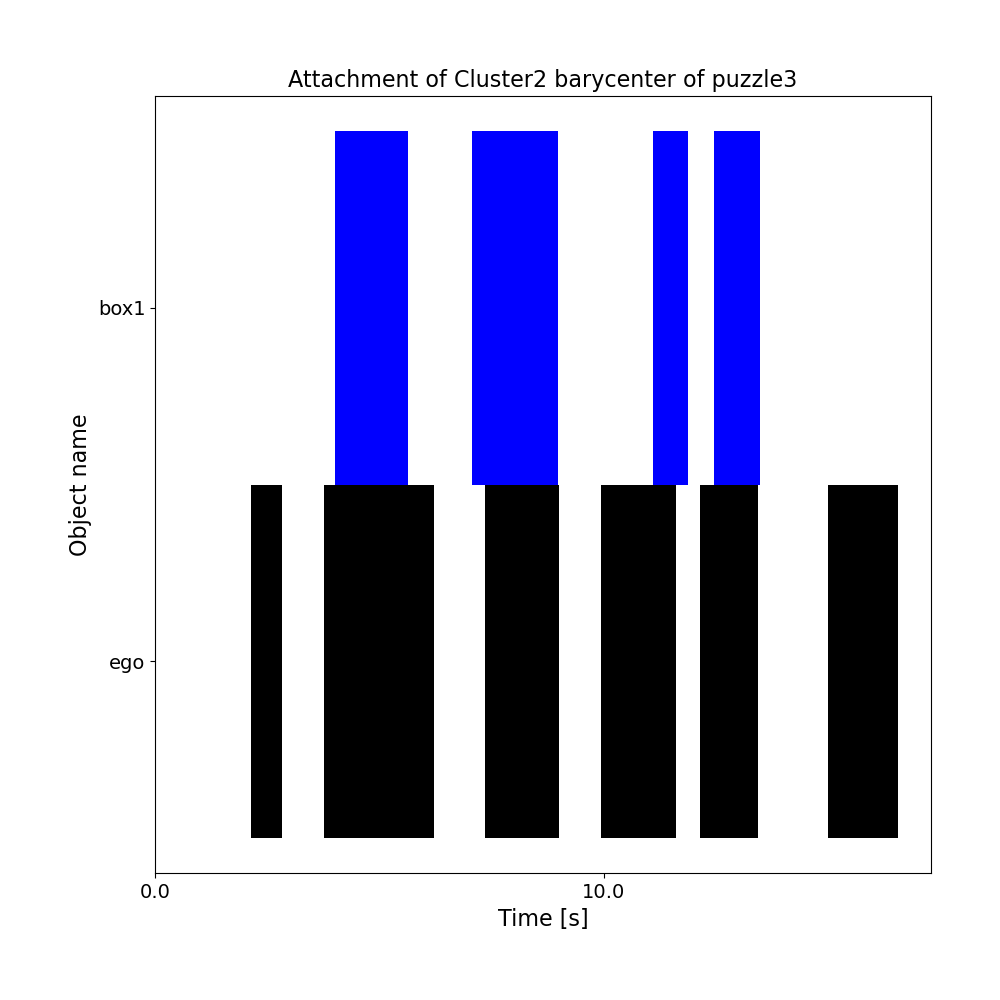 Attachment of Cluster2 barycenter of puzzle3
box1
Object name
ego
0.0
10.0
Time [s]